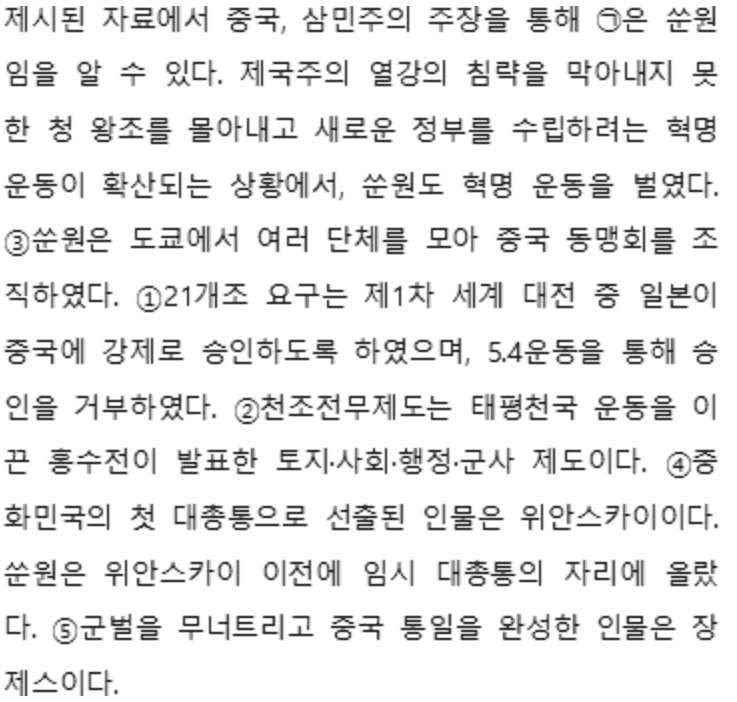 제시된 자료에서 중국, 삼민주의 주장을 통해 ㉠은 쑨원
임을 알 수 있다. 제국주의 열강의 침략을 막아내지 못
한 청 왕조를 몰아내고 새로운 정부를 수립하려는 혁명
운동이 확산되는 상황에서, 쑨원도 혁명 운동을 벌였다.
③쑨원은 도쿄에서 여러 단체를 모아 중국 동맹회를 조
직하였다. ①21개조 요구는 제1차 세계 대전 중 일본이
중국에 강제로 승인하도록 하였으며, 5.4운동을 통해 승
인을 거부하였다. ②천조전무제도는 태평천국 운동을 이
끈 홍수전이 발표한 토지·사회·행정·군사 제도이다. ④중
화민국의 첫 대총통으로 선출된 인물은 위안스카이이다.
쑨원은 위안스카이 이전에 임시 대총통의 자리에 올랐
다. ⑤군벌을 무너트리고 중국 통일을 완성한 인물은 장
제스이다.